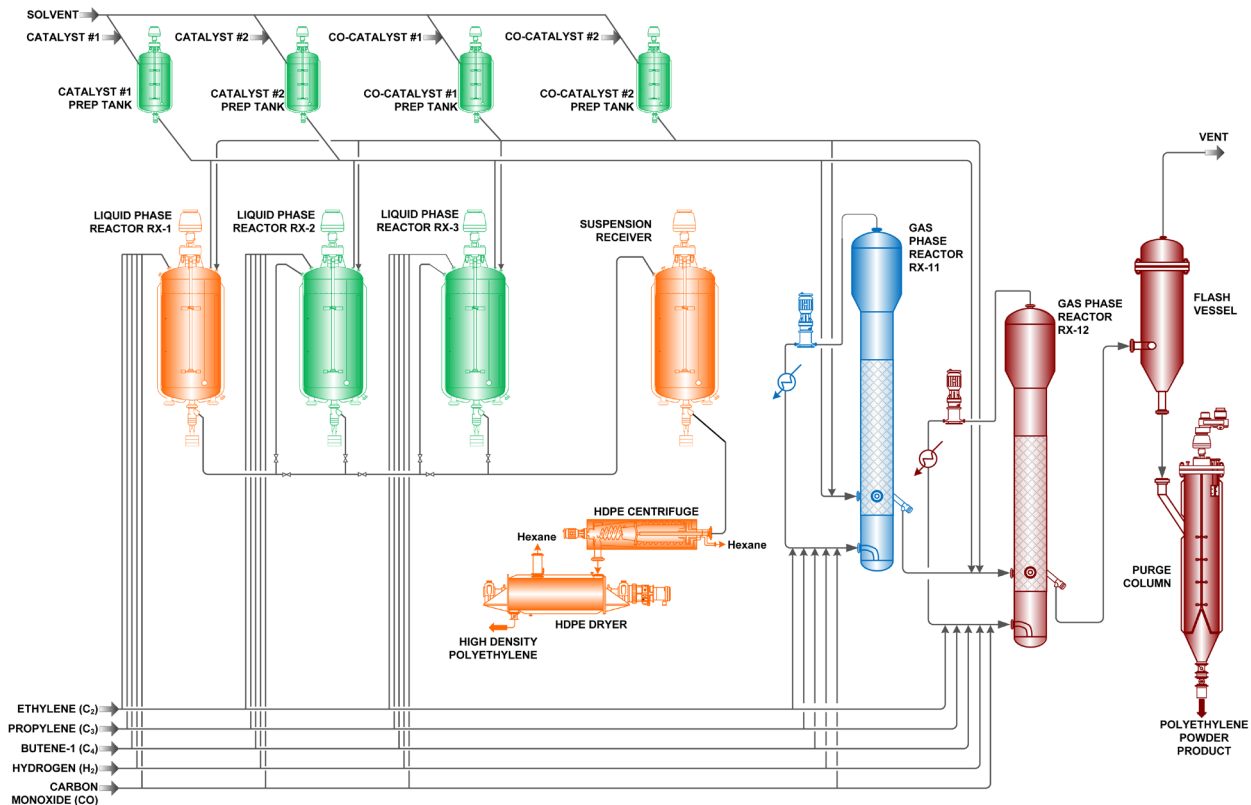 SOLVENT
CATALYST #1
CATALYST #2
CO-CATALYST #1
CO-CATALYST #2
CATALYST #1
PREP TANK
CATALYST #2
PREP TANK
CO-CATALYST #1
PREP TANK
CO-CATALYST #2
PREP TANK
VENT
LIQUID PHASE
REACTOR RX-1
LIQUID PHASE
REACTOR RX-2
LIQUID PHASE
REACTOR RX-3
SUSPENSION
RECEIVER
GAS
PHASE
REACTOR
RX-11
GAS PHASE
REACTOR
RX-12
FLASH
VESSEL
HDPE CENTRIFUGE
Hexane
Hexane
HDPE DRYER
HIGH DENSITY
POLYETHYLENE
PURGE
COLUMN
POLYETHYLENE
POWDER
PRODUCT
ETHYLENE (C₂)
PROPYLENE (C₃)
BUTENE-1 (C₄)
HYDROGEN (H₂)
CARBON
MONOXIDE (CO)